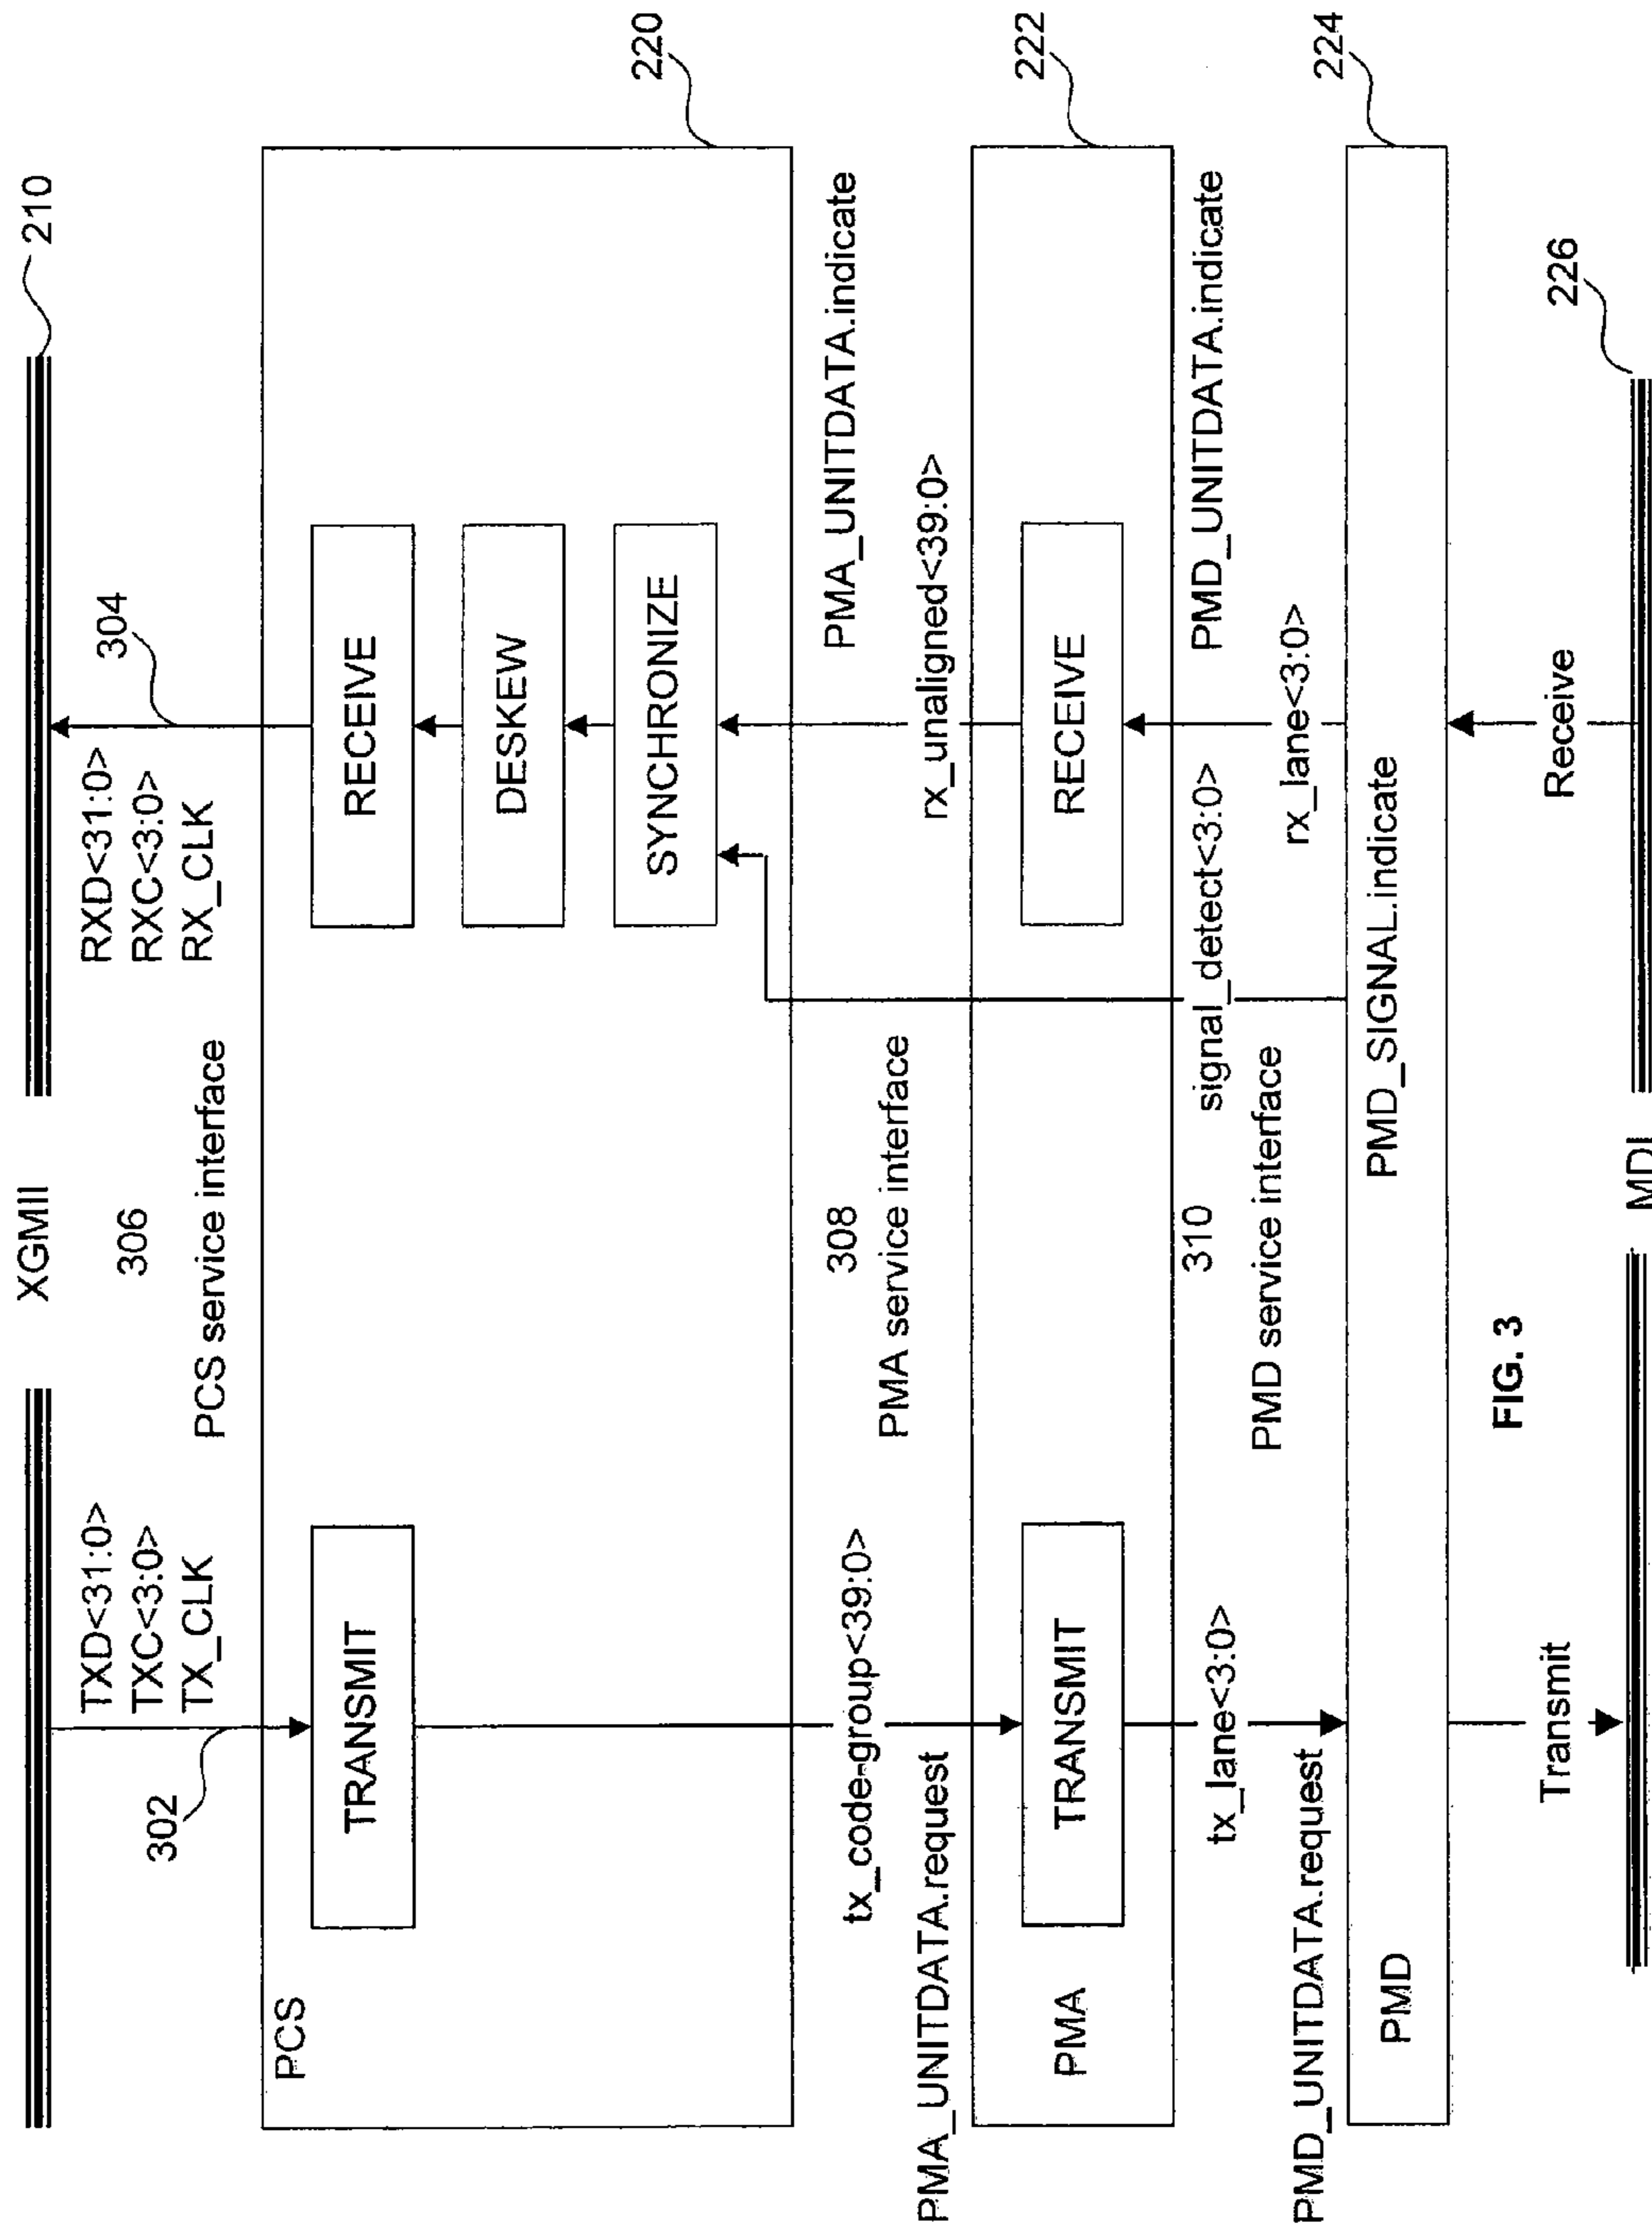 XGMII
210
TXD<31:0>
TXC<3:0>
TX_CLK
302
306
PCS service interface
RXD<31:0>
RXC<3:0>
RX_CLK
304
PCS
220
TRANSMIT
RECEIVE
DESKEW
SYNCHRONIZE
tx_code-group<39:0>
PMA_UNITDATA.request
308
PMA service interface
PMA_UNITDATA.indicate
rx_unaligned<39:0>
PMA
222
TRANSMIT
RECEIVE
tx_lane<3:0>
PMD_UNITDATA.request
310
PMD service interface
signal_detect<3:0>
PMD_UNITDATA.indicate
rx_lane<3:0>
PMD
224
PMD_SIGNAL.indicate
Transmit
Receive
FIG. 3
MDI
226